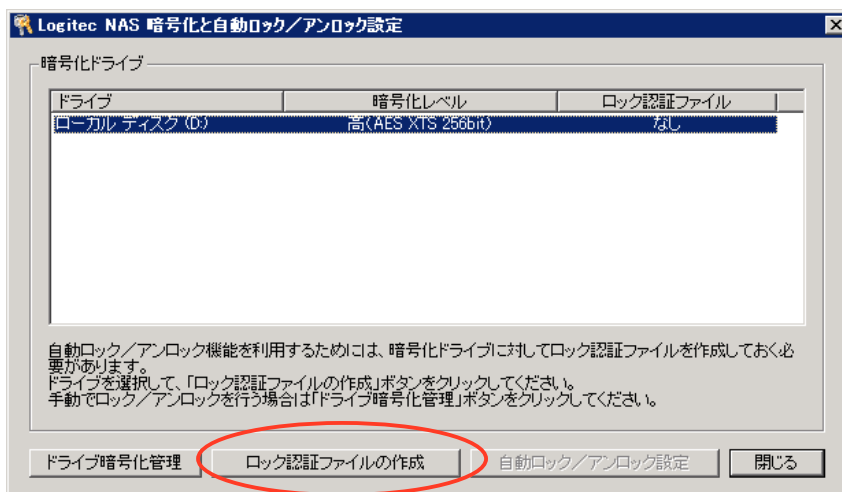 Logitec NAS 暗号化と自動ロック／アンロック設定
暗号化ドライブ
ドライブ 暗号化レベル ロック認証ファイル
ローカル ディスク (D:) 高(AES XTS 256bit) なし
自動ロック／アンロック機能を利用するためには、暗号化ドライブに対してロック認証ファイルを作成しておく必
要があります。
ドライブを選択して、「ロック認証ファイルの作成」ボタンをクリックしてください。
手動でロック／アンロックを行う場合は「ドライブ暗号化管理」ボタンをクリックしてください。
ドライブ暗号化管理 ロック認証ファイルの作成 自動ロック／アンロック設定 閉じる